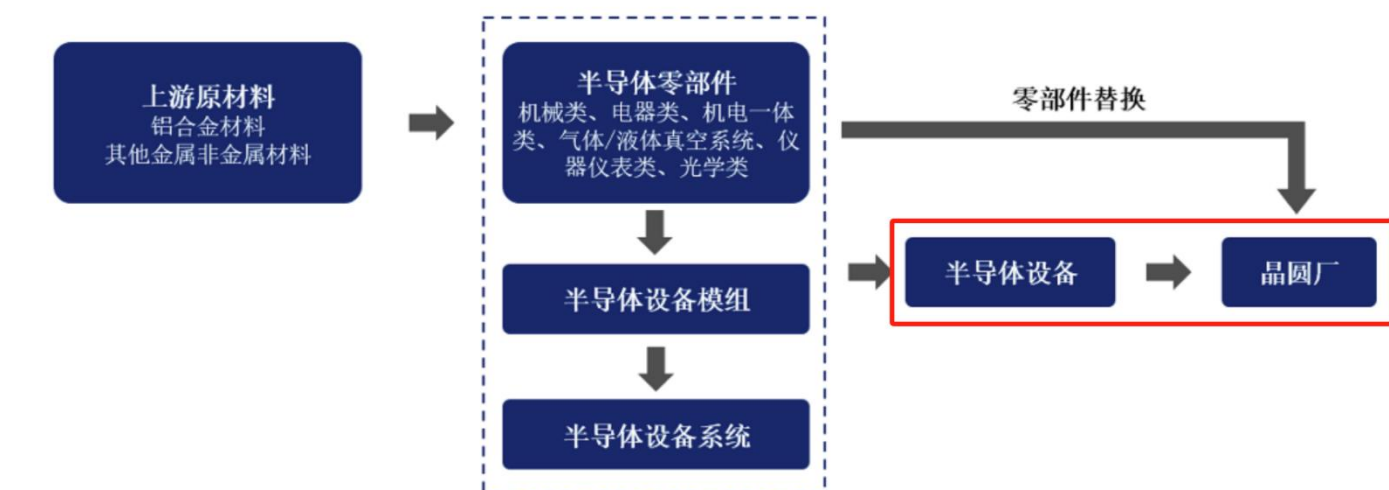 上游原材料
铝合金材料
其他金属非金属材料
半导体零部件
机械类、电器类、机电一体
类、气体/液体真空系统、仪
器仪表类、光学类
半导体设备模组
半导体设备系统
零部件替换
半导体设备
晶圆厂